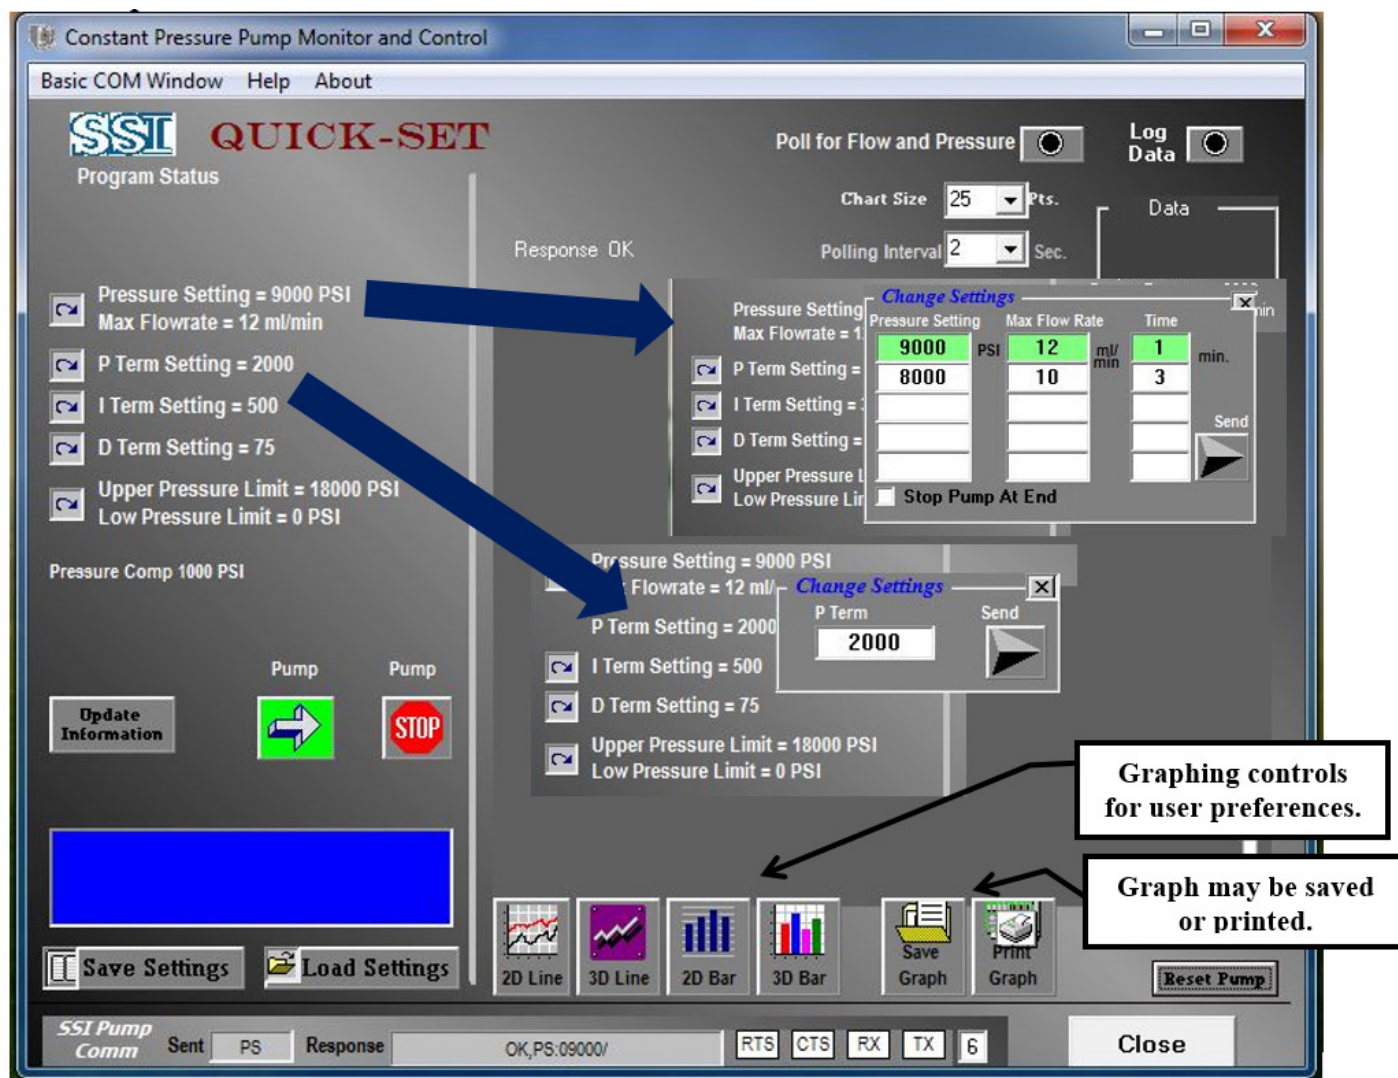 Constant Pressure Pump Monitor and Control
Basic COM Window Help About
SSI QUICK-SET
Program Status
Poll for Flow and Pressure
Log
Data
Chart Size 25 Pts.
Data
Response OK
Polling Interval 2 Sec.
Pressure Setting = 9000 PSI
Max Flowrate = 12 ml/min
P Term Setting = 2000
I Term Setting = 500
D Term Setting = 75
Upper Pressure Limit = 18000 PSI
Low Pressure Limit = 0 PSI
Pressure Comp 1000 PSI
Pressure Setting
Max Flowrate = 1
P Term Setting =
I Term Setting =
D Term Setting =
Upper Pressure
Low Pressure
Change Settings
Pressure Setting Max Flow Rate Time
9000 PSI 12 ml/min 1 min.
8000 10 3
Send
Stop Pump At End
Pressure Setting = 9000 PSI
Flowrate = 12 ml/
P Term Setting = 2000
I Term Setting = 500
D Term Setting = 75
Upper Pressure Limit = 18000 PSI
Low Pressure Limit = 0 PSI
Change Settings
P Term Send
2000
Pump Pump
Update
Information
STOP
Graphing controls
for user preferences.
Graph may be saved
or printed.
Save Settings Load Settings
2D Line 3D Line 2D Bar 3D Bar
Save
Graph
Print
Graph
Reset Pump
SSI Pump
Comm
Sent PS Response OK,PS:09000/ RTS CTS RX TX 6
Close